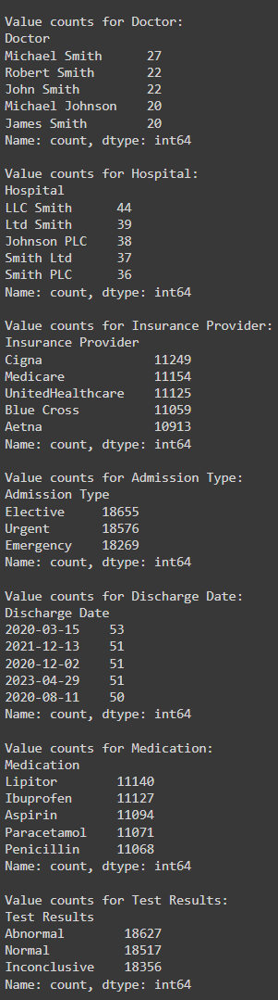 Value counts for Doctor:
Doctor
Michael Smith      27
Robert Smith       22
John Smith         22
Michael Johnson    20
James Smith        20
Name: count, dtype: int64

Value counts for Hospital:
Hospital
LLC Smith      44
Ltd Smith      39
Johnson PLC    38
Smith Ltd      37
Smith PLC      36
Name: count, dtype: int64

Value counts for Insurance Provider:
Insurance Provider
Cigna               11249
Medicare            11154
UnitedHealthcare    11125
Blue Cross          11059
Aetna               10913
Name: count, dtype: int64

Value counts for Admission Type:
Admission Type
Elective     18655
Urgent       18576
Emergency    18269
Name: count, dtype: int64

Value counts for Discharge Date:
Discharge Date
2020-03-15    53
2021-12-13    51
2020-12-02    51
2023-04-29    51
2020-08-11    50
Name: count, dtype: int64

Value counts for Medication:
Medication
Lipitor        11140
Ibuprofen      11127
Aspirin        11094
Paracetamol    11071
Penicillin     11068
Name: count, dtype: int64

Value counts for Test Results:
Test Results
Abnormal        18627
Normal          18517
Inconclusive    18356
Name: count, dtype: int64